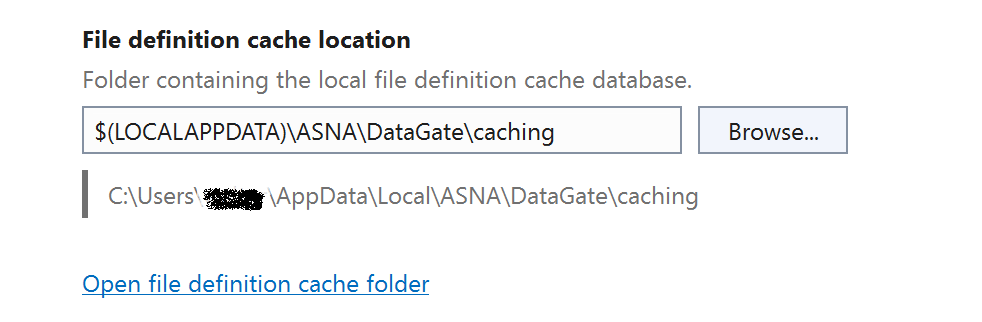 File definition cache location
Folder containing the local file definition cache database.
$(LOCALAPPDATA)\ASNA\DataGate\caching
Browse...
C:\Users\ \AppData\Local\ASNA\DataGate\caching
Open file definition cache folder